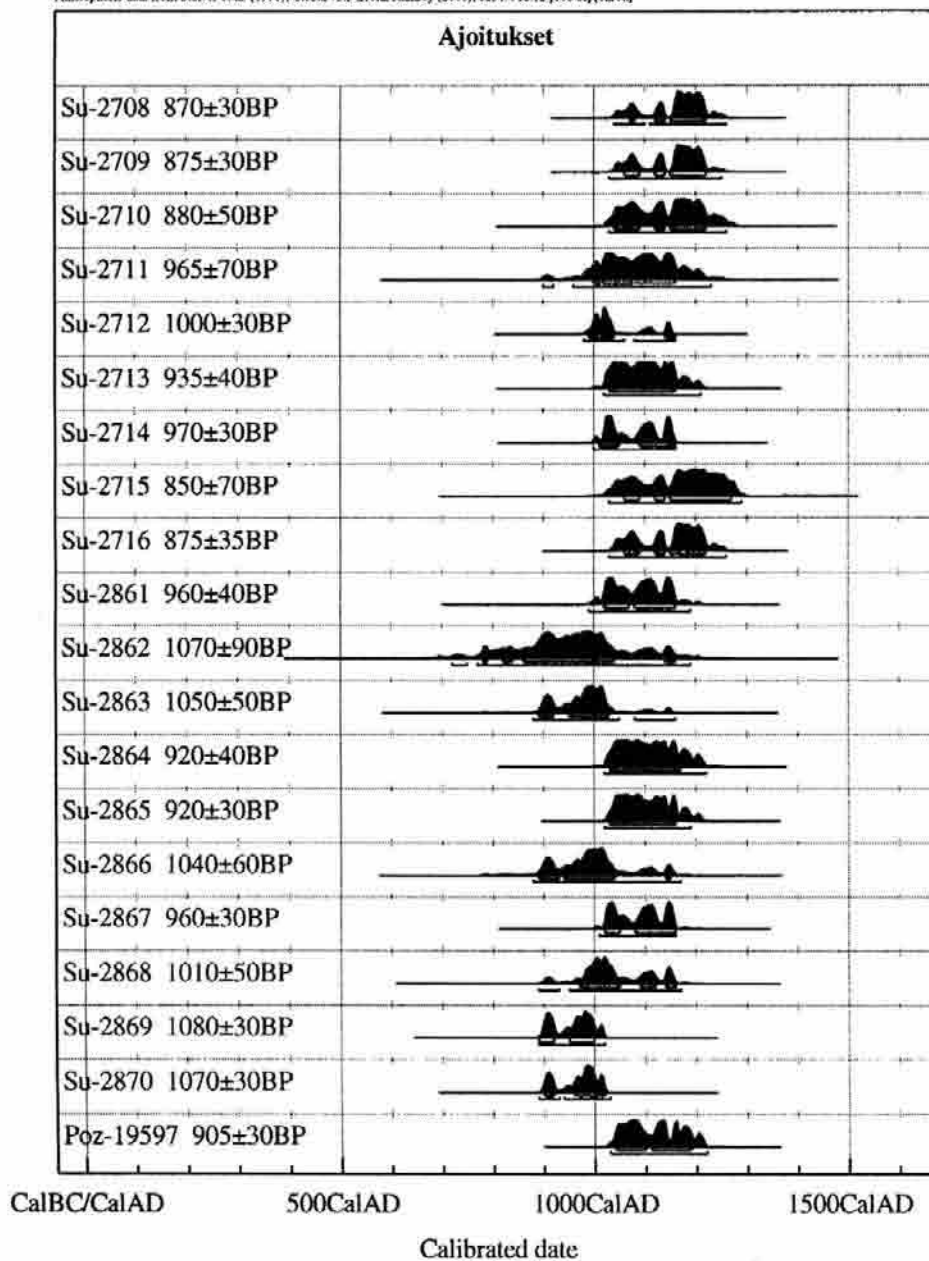 Ajoitukset
Su-2708 870±30BP
Su-2709 875±30BP
Su-2710 880±50BP
Su-2711 965±70BP
Su-2712 1000±30BP
Su-2713 935±40BP
Su-2714 970±30BP
Su-2715 850±70BP
Su-2716 875±35BP
Su-2861 960±40BP
Su-2862 1070±90BP
Su-2863 1050±50BP
Su-2864 920±40BP
Su-2865 920±30BP
Su-2866 1040±60BP
Su-2867 960±30BP
Su-2868 1010±50BP
Su-2869 1080±30BP
Su-2870 1070±30BP
Poz-19597 905±30BP
CalBC/CalAD 500CalAD 1000CalAD 1500CalAD
Calibrated date